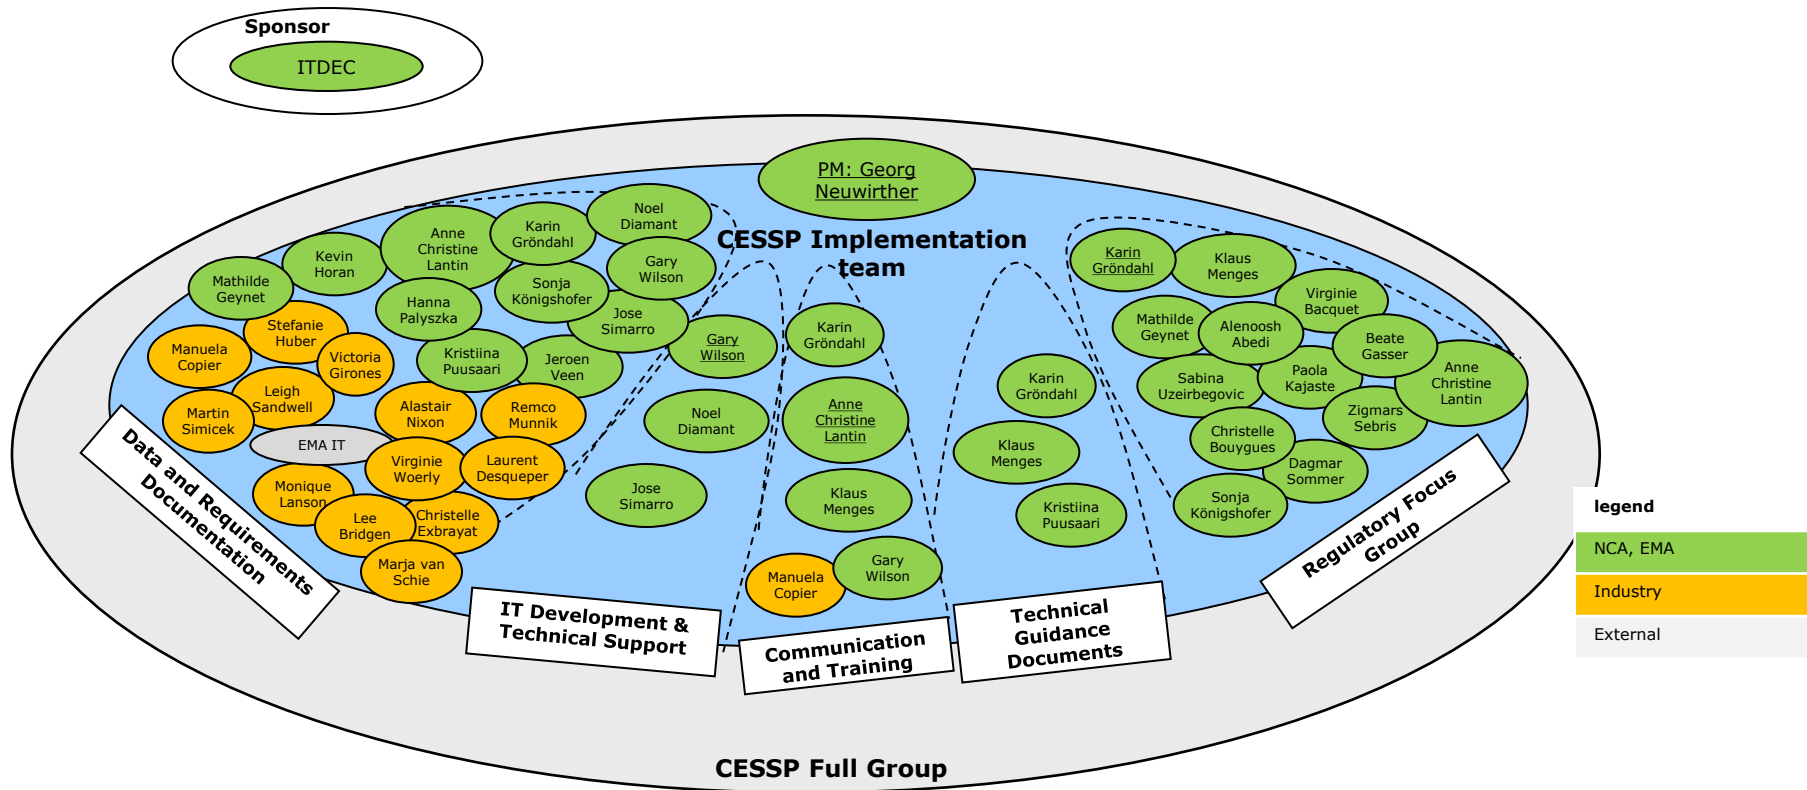 Sponsor
ITDEC
PM: Georg
Neuwirther
CESSP Implementation
team
Mathilde
Geynet
Kevin
Horan
Anne
Christine
Lantin
Karin
Gröndahl
Noel
Diamant
Gary
Wilson
Hanna
Palyszka
Sonja
Königshofer
Jose
Simarro
Stefanie
Huber
Manuela
Copier
Victoria
Girones
Kristiina
Puusaari
Jeroen
Veen
Leigh
Sandwell
Martin
Simicek
Alastair
Nixon
Remco
Munnik
EMA IT
Virginie
Woerly
Laurent
Desqueper
Monique
Lanson
Lee
Bridgen
Christelle
Exbrayat
Marja van
Schie
Data and Requirements
Documentation
Gary
Wilson
Noel
Diamant
Jose
Simarro
IT Development &
Technical Support
Karin
Gröndahl
Anne
Christine
Lantin
Klaus
Menges
Manuela
Copier
Gary
Wilson
Communication
and Training
Karin
Gröndahl
Klaus
Menges
Kristiina
Puusaari
Technical
Guidance
Documents
Karin
Gröndahl
Klaus
Menges
Virginie
Bacquet
Mathilde
Geynet
Alenoosh
Abedi
Beate
Gasser
Anne
Christine
Lantin
Sabina
Uzeirbegovic
Paola
Kajaste
Zigmars
Sebris
Christelle
Bouygues
Dagmar
Sommer
Sonja
Königshofer
Regulatory Focus
Group
CESSP Full Group
legend
NCA, EMA
Industry
External